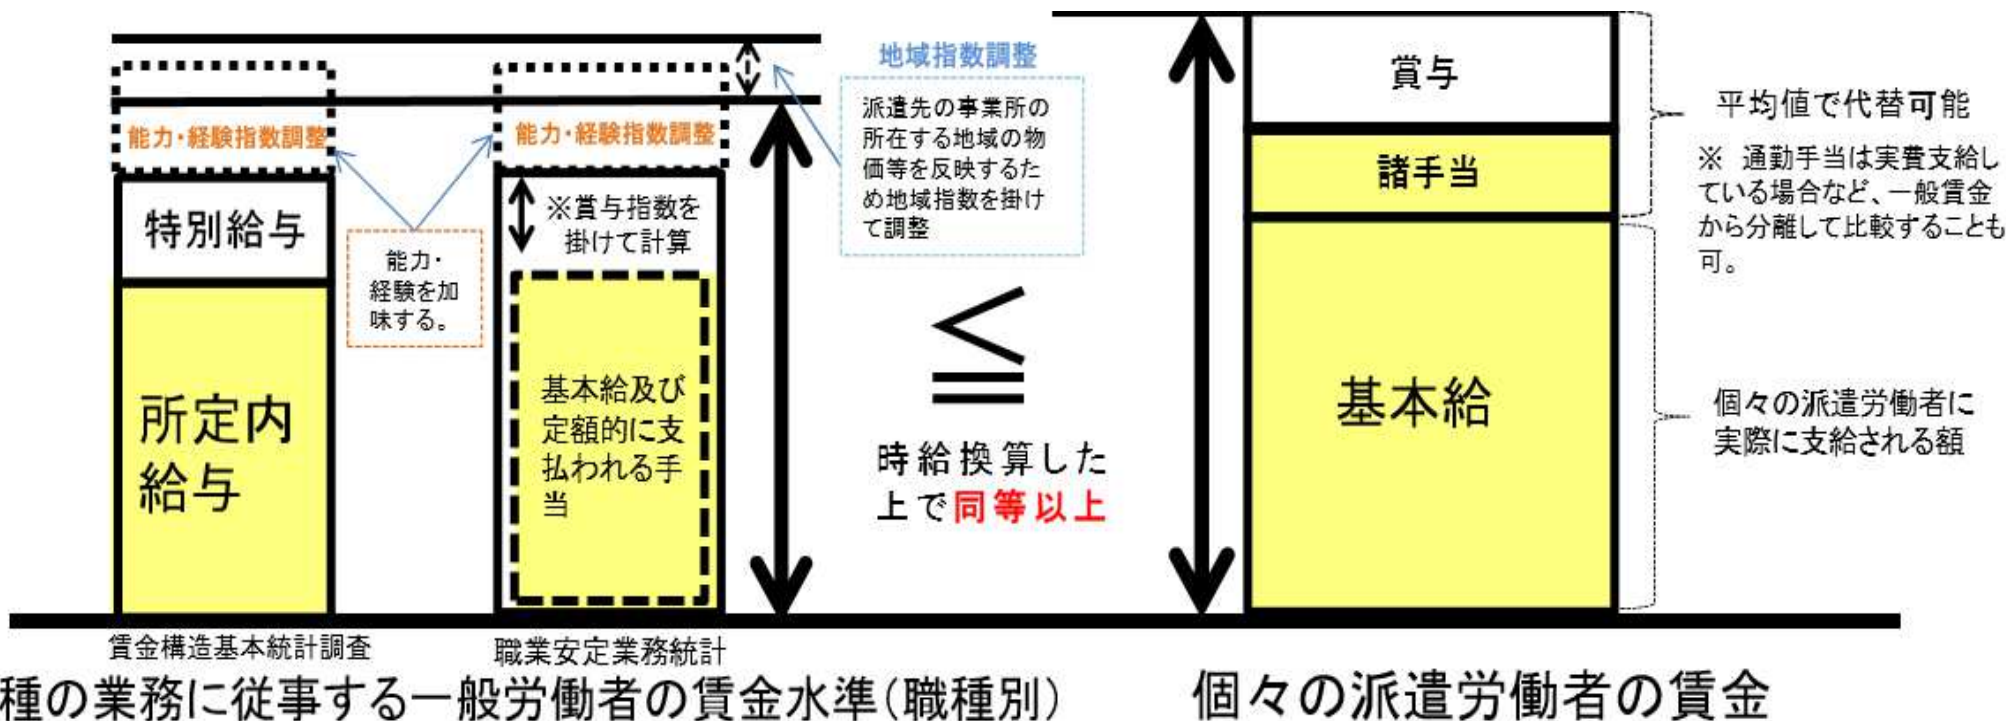 地域指数調整
派遣先の事業所の
所在する地域の物
価等を反映するた
め地域指数を掛け
て調整
能力・経験指数調整
能力・経験指数調整
特別給与
※賞与指数を
掛けて計算
能力・
経験を加
味する。
所定内
給与
基本給及び
定額的に支
払われる手
当
≦
時給換算した
上で同等以上
賞与
諸手当
基本給
平均値で代替可能
※ 通勤手当は実費支給し
ている場合など、一般賃金
から分離して比較することも
可。
個々の派遣労働者に
実際に支給される額
賃金構造基本統計調査
職業安定業務統計
種の業務に従事する一般労働者の賃金水準(職種別)
個々の派遣労働者の賃金